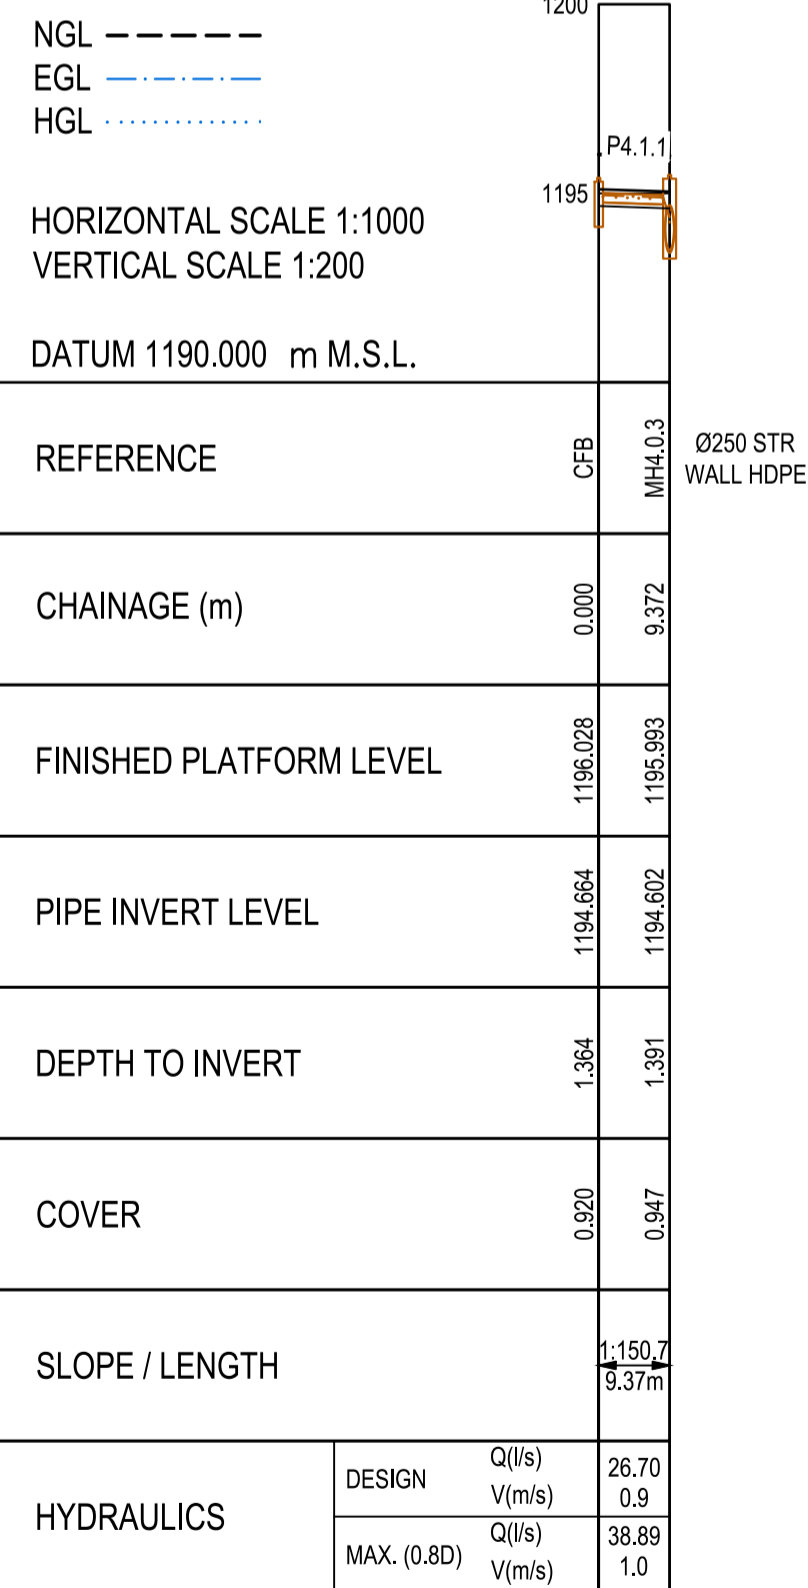 1200
NGL
EGL
HGL
P4.1.1
1195
HORIZONTAL SCALE 1:1000
VERTICAL SCALE 1:200
DATUM 1190.000 m M.S.L.
REFERENCE
CFB
MH4.0.3
Ø250 STR
WALL HDPE
CHAINAGE (m)
0.000
9.372
FINISHED PLATFORM LEVEL
1196.028
1195.993
PIPE INVERT LEVEL
1194.664
1194.602
DEPTH TO INVERT
1.364
1.391
COVER
0.920
0.947
SLOPE / LENGTH
1:150.7
9.37m
HYDRAULICS
DESIGN
Q(l/s)
26.70
V(m/s)
0.9
MAX. (0.8D)
Q(l/s)
38.89
V(m/s)
1.0